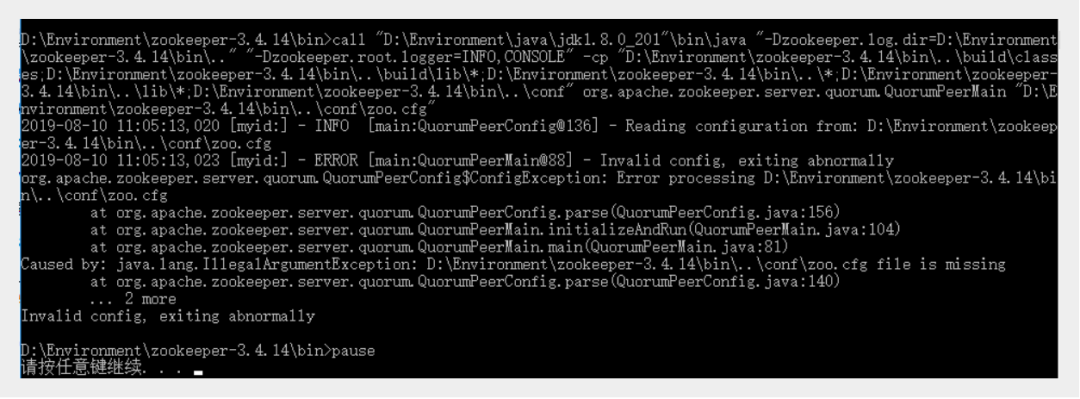 D:\Environment\zookeeper-3.4.14\bin>call "D:\Environment\java\jdk1.8.0_201"\bin\java "-Dzookeeper.log.dir=D:\Environment
\zookeeper-3.4.14\bin\.." "-Dzookeeper.root.logger=INFO,CONSOLE" -cp "D:\Environment\zookeeper-3.4.14\bin\..\build\class
es;D:\Environment\zookeeper-3.4.14\bin\..\build\lib\*;D:\Environment\zookeeper-3.4.14\bin\..\*;D:\Environment\zookeeper-
3.4.14\bin\..\lib\*;D:\Environment\zookeeper-3.4.14\bin\..\conf" org.apache.zookeeper.server.quorum.QuorumPeerMain "D:\E
nvironment\zookeeper-3.4.14\bin\..\conf\zoo.cfg"
2019-08-10 11:05:13,020 [myid:] - INFO  [main:QuorumPeerConfig@136] - Reading configuration from: D:\Environment\zookeep
er-3.4.14\bin\..\conf\zoo.cfg
2019-08-10 11:05:13,023 [myid:] - ERROR [main:QuorumPeerMain@88] - Invalid config, exiting abnormally
org.apache.zookeeper.server.quorum.QuorumPeerConfig$ConfigException: Error processing D:\Environment\zookeeper-3.4.14\bi
n\..\conf\zoo.cfg
        at org.apache.zookeeper.server.quorum.QuorumPeerConfig.parse(QuorumPeerConfig.java:156)
        at org.apache.zookeeper.server.quorum.QuorumPeerMain.initializeAndRun(QuorumPeerMain.java:104)
        at org.apache.zookeeper.server.quorum.QuorumPeerMain.main(QuorumPeerMain.java:81)
Caused by: java.lang.IllegalArgumentException: D:\Environment\zookeeper-3.4.14\bin\..\conf\zoo.cfg file is missing
        at org.apache.zookeeper.server.quorum.QuorumPeerConfig.parse(QuorumPeerConfig.java:140)
        ... 2 more
Invalid config, exiting abnormally
D:\Environment\zookeeper-3.4.14\bin>pause
请按任意键继续. . .